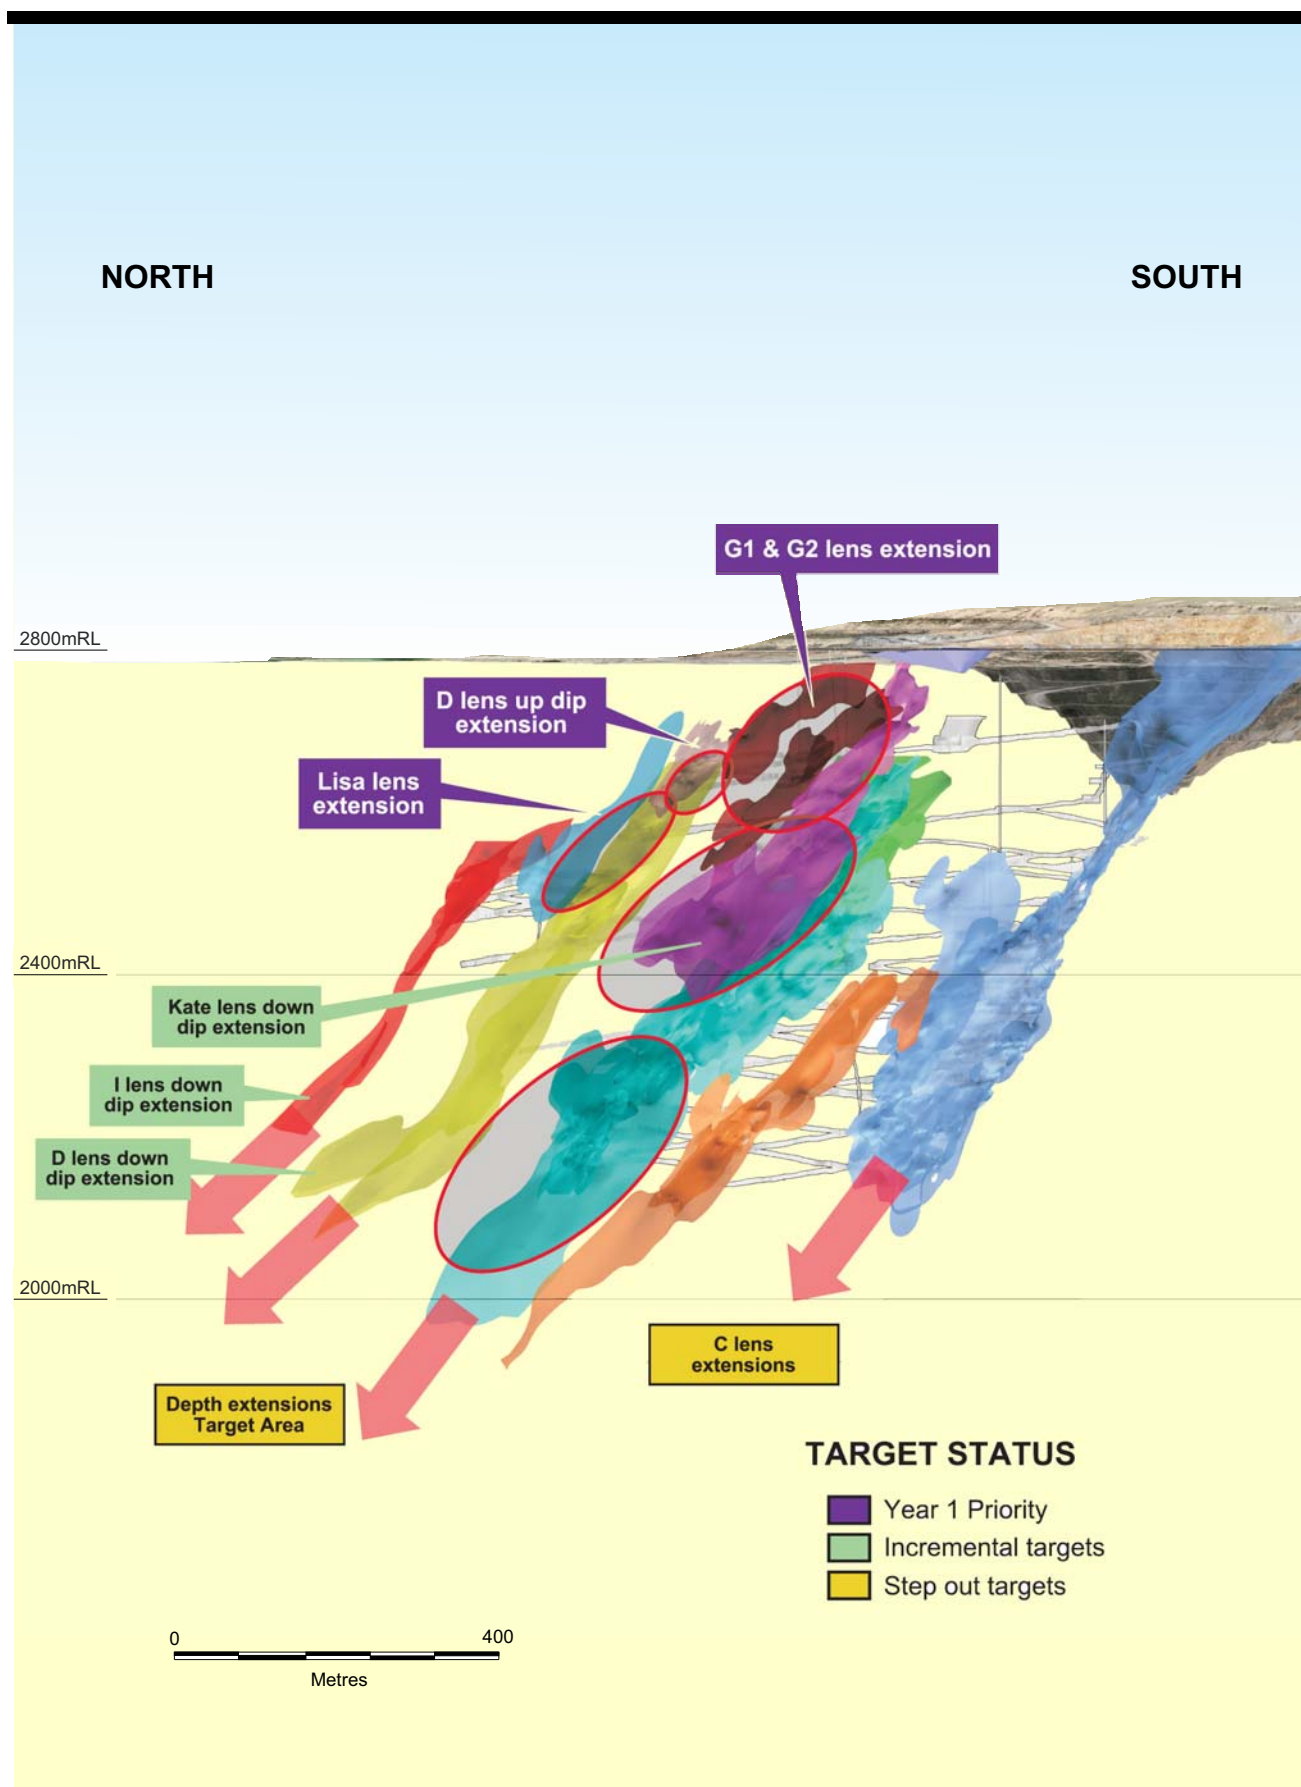 NORTH
SOUTH
G1 & G2 lens extension
2800mRL
D lens up dip
extension
Lisa lens
extension
2400mRL
Kate lens down
dip extension
I lens down
dip extension
D lens down
dip extension
2000mRL
C lens
extensions
Depth extensions
Target Area
TARGET STATUS
Year 1 Priority
Incremental targets
Step out targets
0
400
Metres